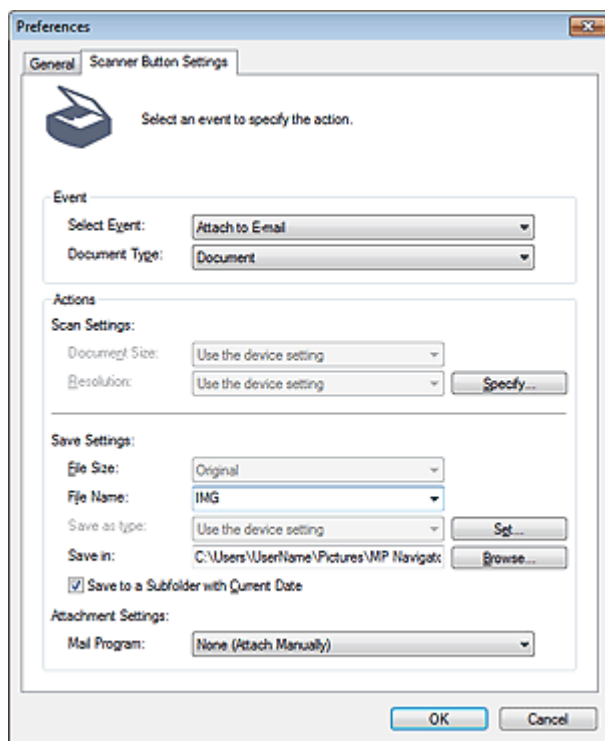 Preferences
General Scanner Button Settings
Select an event to specify the action.
Event
Select Event: Attach to E-mail
Document Type: Document
Actions
Scan Settings:
Document Size: Use the device setting
Resolution: Use the device setting Specify...
Save Settings:
File Size: Original
File Name: IMG
Save as type: Use the device setting Set...
Save in: C:\Users\UserName\Pictures\MP Navigato Browse...
Save to a Subfolder with Current Date
Attachment Settings:
Mail Program: None (Attach Manually)
OK Cancel